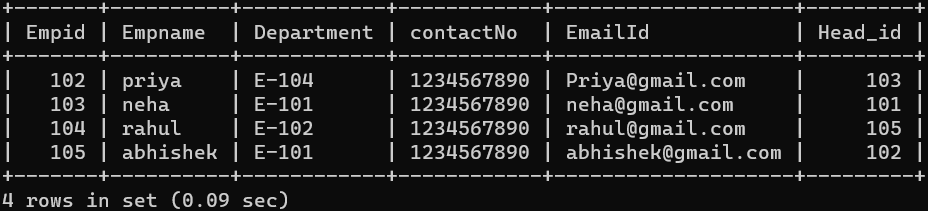 +-------+----------+------------+------------+--------------------+---------+
| Empid | Empname  | Department | contactNo  | EmailId            | Head_id |
+-------+----------+------------+------------+--------------------+---------+
|   102 | priya    | E-104      | 1234567890 | Priya@gmail.com    |     103 |
|   103 | neha     | E-101      | 1234567890 | neha@gmail.com     |     101 |
|   104 | rahul    | E-102      | 1234567890 | rahul@gmail.com    |     105 |
|   105 | abhishek | E-101      | 1234567890 | abhishek@gmail.com |     102 |
+-------+----------+------------+------------+--------------------+---------+
4 rows in set (0.09 sec)